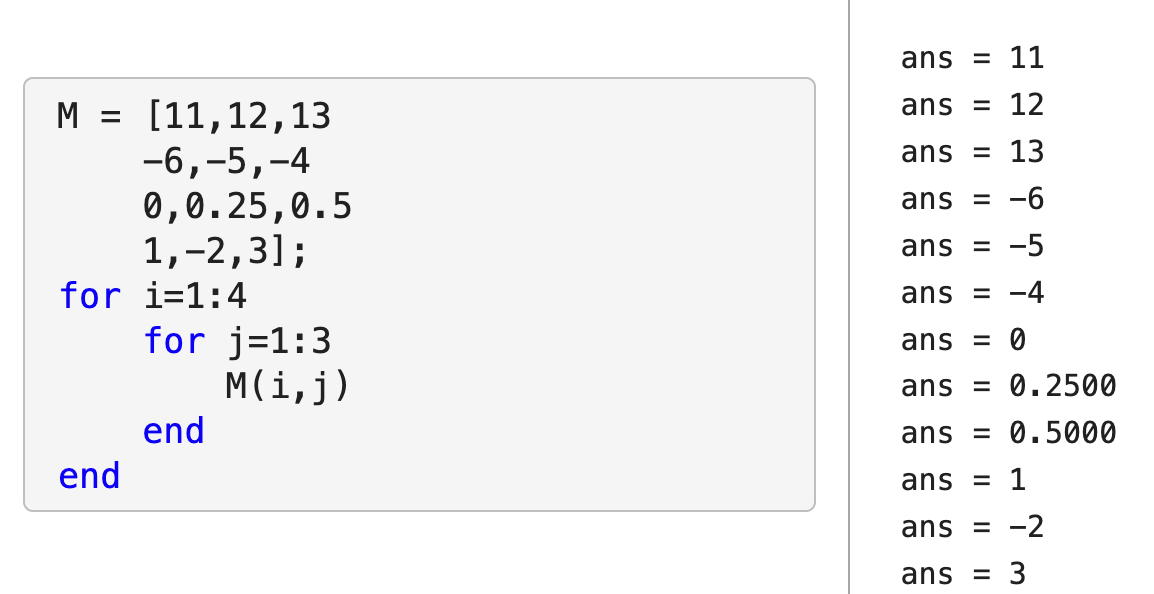 M = [11,12,13
-6,-5,-4
0,0.25,0.5
1,-2,3];
for i=1:4
for j=1:3
M(i,j)
end
end
ans = 11
ans = 12
ans = 13
ans = -6
ans = -5
ans = -4
ans = 0
ans = 0.2500
ans = 0.5000
ans = 1
ans = -2
ans = 3